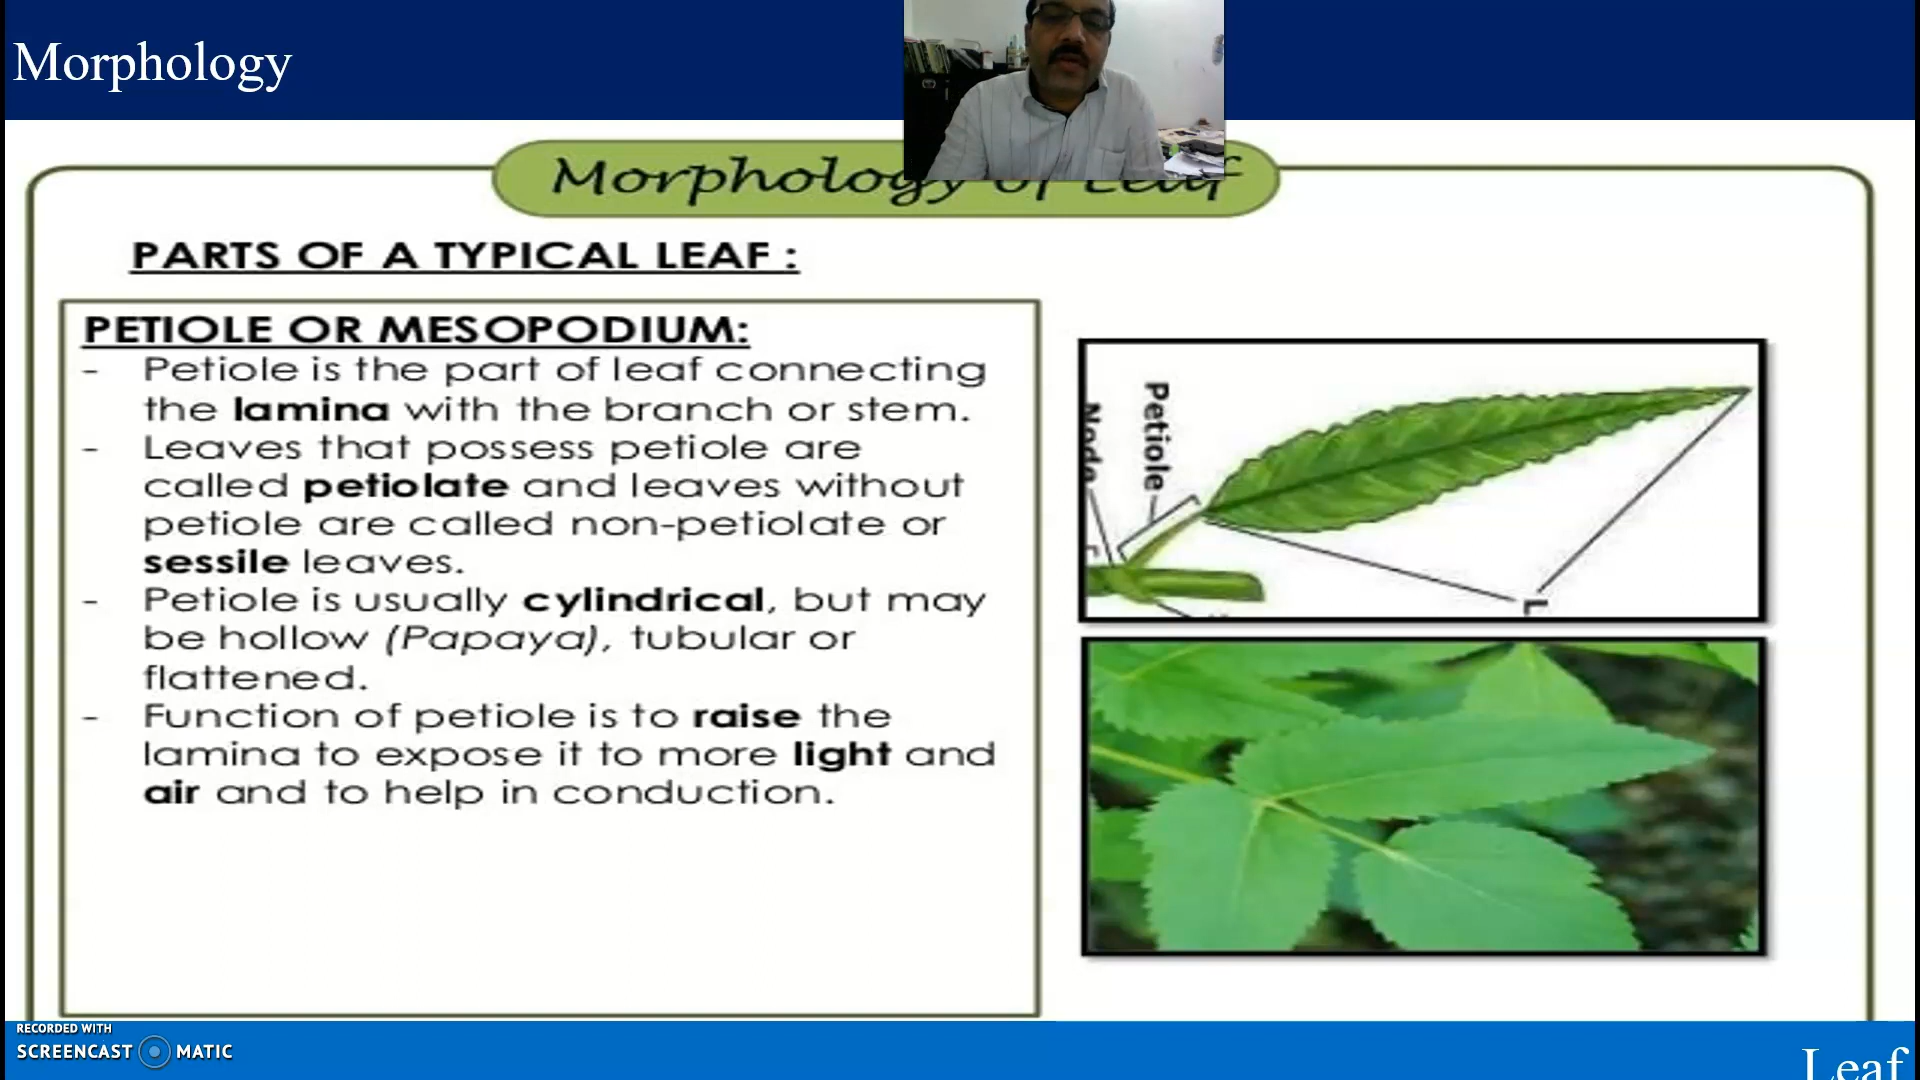 Morphology
Morphology of Leaf
PARTS OF A TYPICAL LEAF :
PETIOLE OR MESOPODIUM:
- Petiole is the part of leaf connecting
the lamina with the branch or stem.
- Leaves that possess petiole are
called petiolate and leaves without
petiole are called non-petiolate or
sessile leaves.
- Petiole is usually cylindrical, but may
be hollow (Papaya), tubular or
flattened.
- Function of petiole is to raise the
lamina to expose it to more light and
air and to help in conduction.
Petiole
Node
L
RECORDED WITH
SCREENCAST MATIC
Leaf